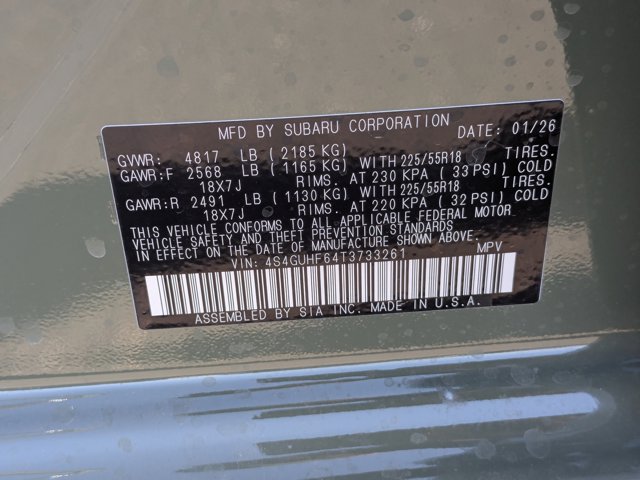 MFD BY SUBARU CORPORATION DATE: 01/26
GVWR: 4817 LB (2185 KG)
GAWR:F 2568 LB (1165 KG) WITH 225/55R18 TIRES.
18X7J RIMS. AT 230 KPA (33 PSI) COLD
GAWR:R 2491 LB (1130 KG) WITH 225/55R18 TIRES.
18X7J RIMS. AT 220 KPA (32 PSI) COLD
THIS VEHICLE CONFORMS TO ALL APPLICABLE FEDERAL MOTOR
VEHICLE SAFETY AND THEFT PREVENTION STANDARDS
IN EFFECT ON THE DATE OF MANUFACTURE SHOWN ABOVE.
VIN: 4S4GUHF64T3733261 MPV
ASSEMBLED BY SIA INC. MADE IN U.S.A.